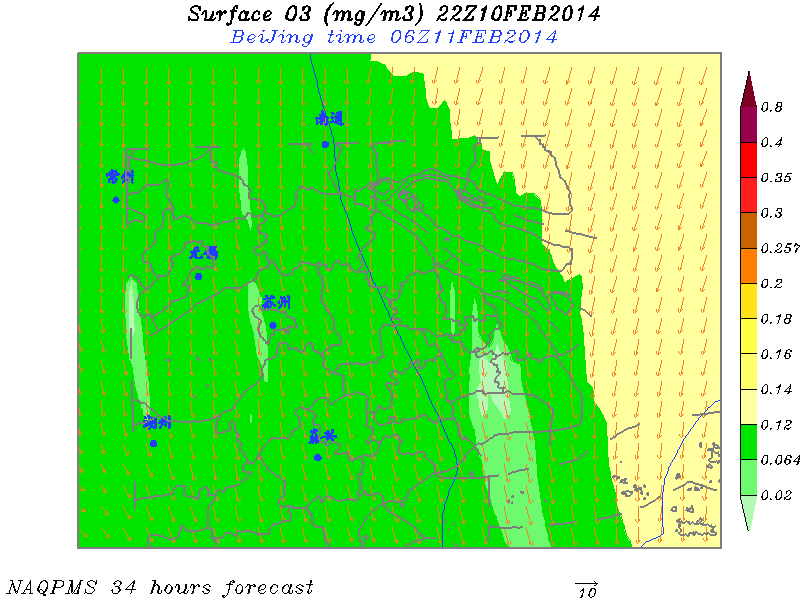 Surface O3 (mg/m3) 22Z10FEB2014
BeiJing time 06Z11FEB2014
南通
常州
无锡
苏州
湖州
嘉兴
0.8
0.4
0.35
0.3
0.257
0.2
0.18
0.16
0.14
0.12
0.064
0.02
NAQPMS 34 hours forecast
10